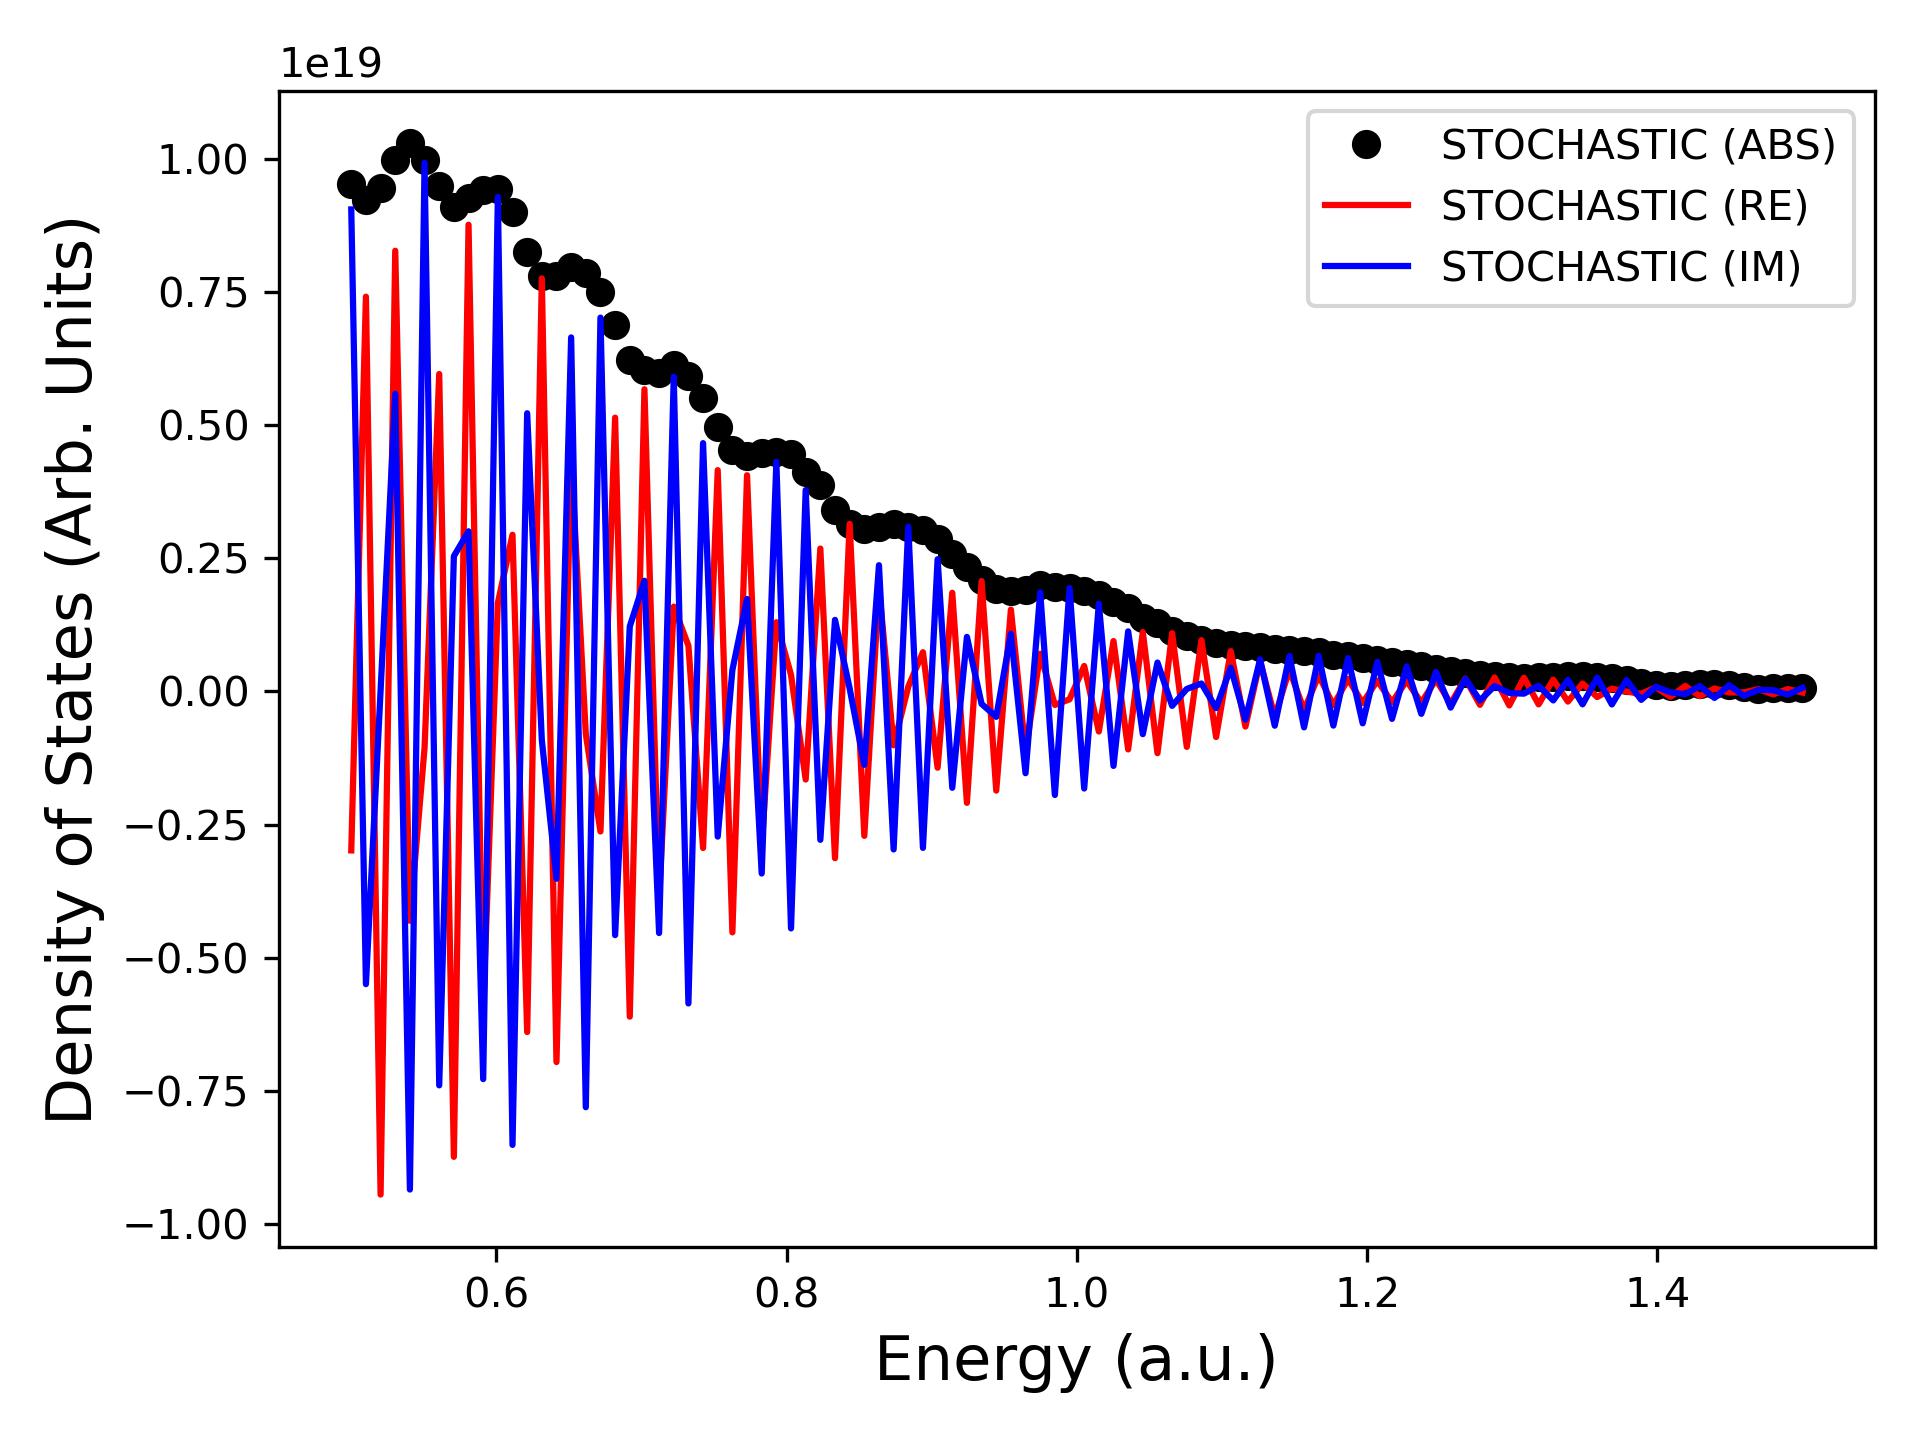 1e19
1.00
0.75
0.50
0.25
0.00
−0.25
−0.50
−0.75
−1.00
Density of States (Arb. Units)
STOCHASTIC (ABS)
STOCHASTIC (RE)
STOCHASTIC (IM)
0.6 0.8 1.0 1.2 1.4
Energy (a.u.)